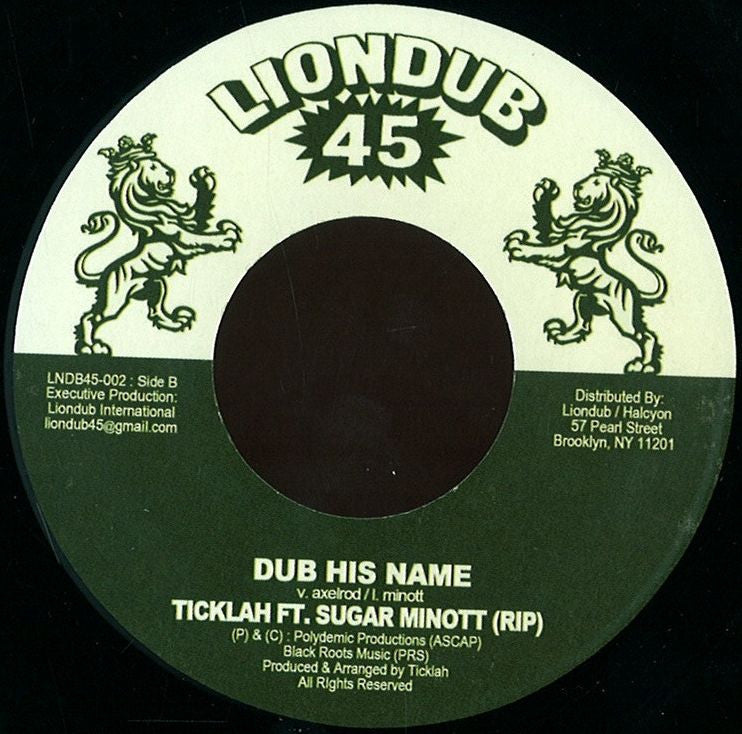 LIONDUB
45
LNDB45-002 : Side B
Executive Production:
Liondub International
liondub45@gmail.com
Distributed By:
Liondub / Halcyon
57 Pearl Street
Brooklyn, NY 11201
DUB HIS NAME
v. axelrod / l. minott
TICKLAH FT. SUGAR MINOTT (RIP)
(P) & (C) : Polydemic Productions (ASCAP)
Black Roots Music (PRS)
Produced & Arranged by Ticklah
All Rights Reserved